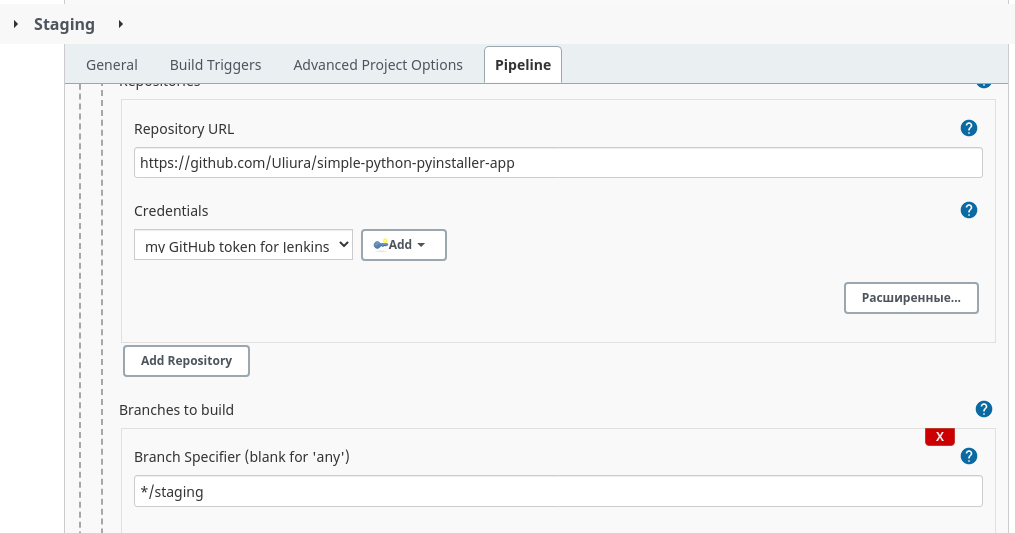 Staging
General Build Triggers Advanced Project Options Pipeline
Repositories
Repository URL
https://github.com/Uliura/simple-python-pyinstaller-app
Credentials
my GitHub token for Jenkins Add
Расширенные...
Add Repository
Branches to build
X
Branch Specifier (blank for 'any')
*/staging